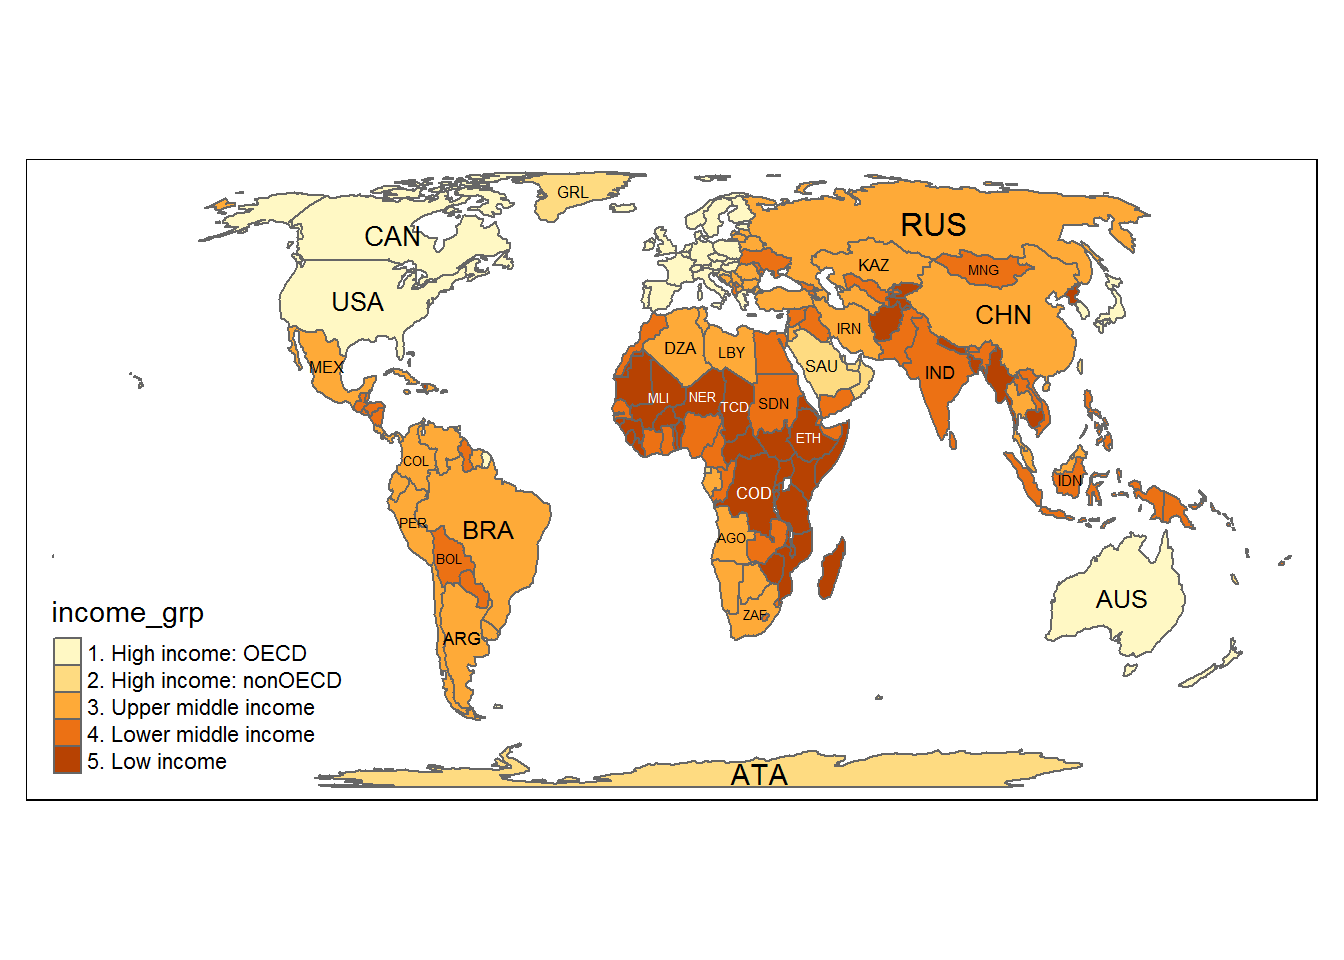 GRL
CAN
RUS
KAZ
MNG
USA
CHN
IRN
DZA
LBY
MEX
SAU
IND
MLI
NER
TCD
SDN
ETH
COL
IDN
COD
PER
BRA
AGO
BOL
AUS
ZAF
ARG
income_grp
1. High income: OECD
2. High income: nonOECD
3. Upper middle income
4. Lower middle income
5. Low income
ATA